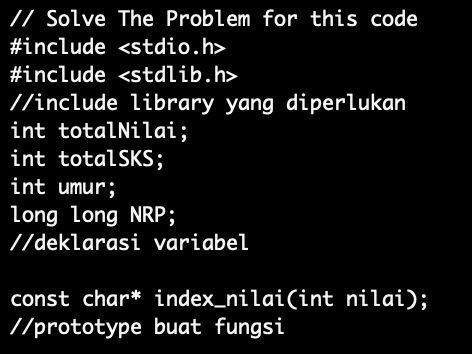 // Solve The Problem for this code
#include <stdio.h>
#include <stdlib.h>
//include library yang diperlukan
int totalNilai;
int totalSKS;
int umur;
long long NRP;
//deklarasi variabel
const char* index_nilai(int nilai);
//prototype buat fungsi